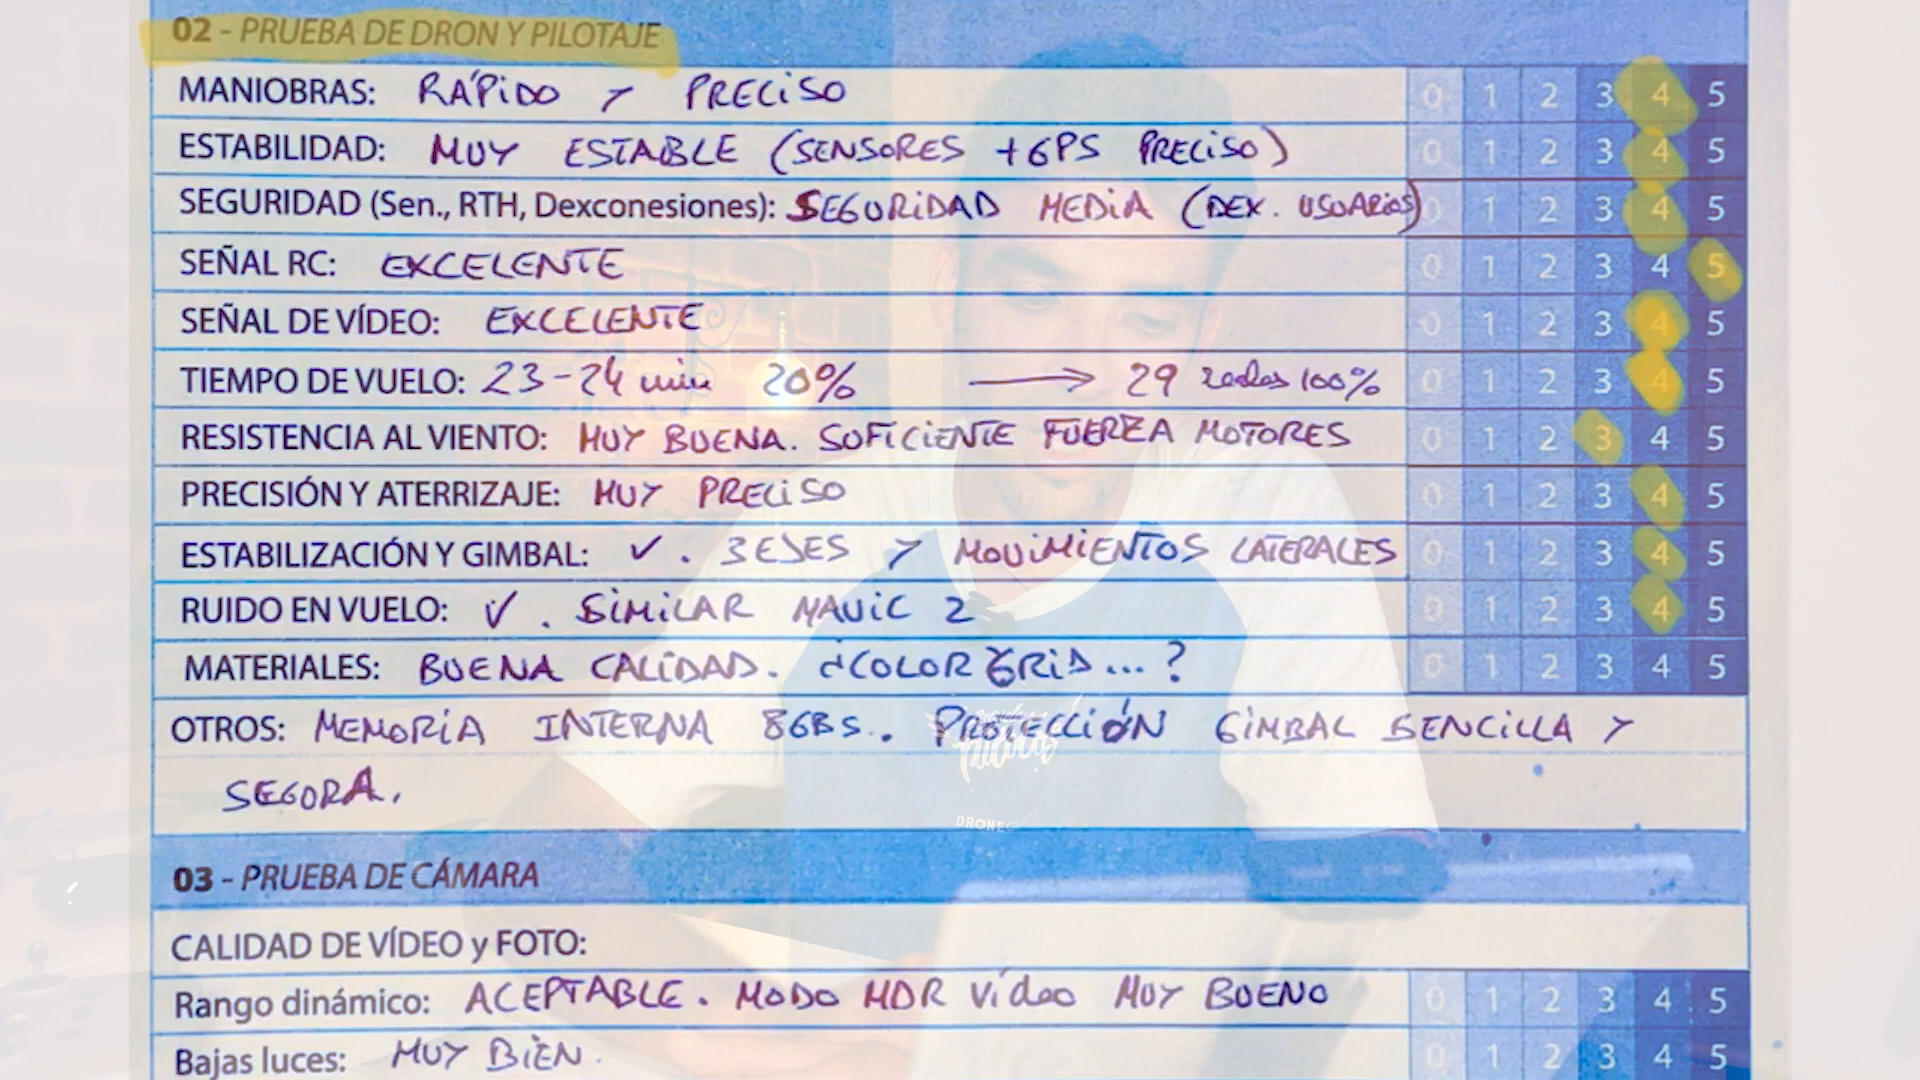 02 - PRUEBA DE DRON Y PILOTAJE
MANIOBRAS: RÁPIDO Y PRECISO 0 1 2 3 4 5
ESTABILIDAD: MUY ESTABLE (SENSORES + GPS PRECISO) 0 1 2 3 4 5
SEGURIDAD (Sen., RTH, Dexconesiones): SEGURIDAD MEDIA (DEX. USUARIOS) 0 1 2 3 4 5
SEÑAL RC: EXCELENTE 0 1 2 3 4 5
SEÑAL DE VÍDEO: EXCELENTE 0 1 2 3 4 5
TIEMPO DE VUELO: 23-24 min 20% → 29 100% 0 1 2 3 4 5
RESISTENCIA AL VIENTO: MUY BUENA. SUFICIENTE FUERZA MOTORES 0 1 2 3 4 5
PRECISIÓN Y ATERRIZAJE: MUY PRECISO 0 1 2 3 4 5
ESTABILIZACIÓN Y GIMBAL: ✓. 3 EJES Y MOVIMIENTOS LATERALES 0 1 2 3 4 5
RUIDO EN VUELO: ✓. SIMILAR MAVIC 2 0 1 2 3 4 5
MATERIALES: BUENA CALIDAD. ¿COLOR GRIS...? 0 1 2 3 4 5
OTROS: MEMORIA INTERNA 8GBS. PROTECCIÓN GIMBAL SENCILLA Y
SEGURA.
03 - PRUEBA DE CÁMARA
CALIDAD DE VÍDEO y FOTO:
Rango dinámico: ACEPTABLE. MODO HDR Vídeo MUY BUENO 0 1 2 3 4 5
Bajas luces: MUY BIEN. 0 1 2 3 4 5